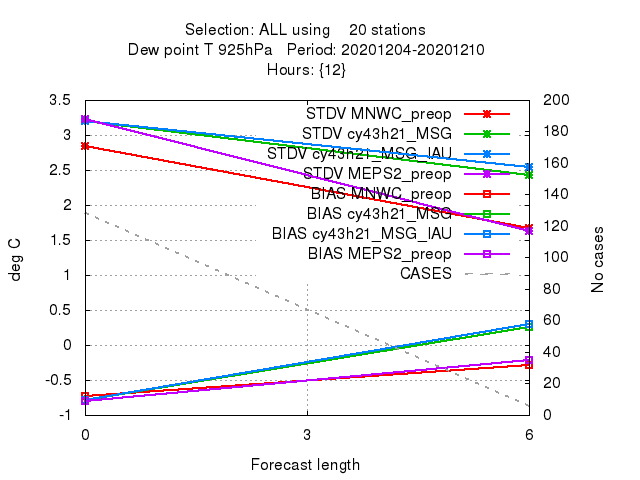 Selection: ALL using 20 stations
Dew point T 925hPa Period: 20201204-20201210
Hours: {12}
3.5
3
2.5
2
1.5
1
0.5
0
-0.5
-1
deg C
STDV MNWC_preop
STDV cy43h21_MSG
STDV cy43h21_MSG_IAU
STDV MEPS2_preop
BIAS MNWC_preop
BIAS cy43h21_MSG
BIAS cy43h21_MSG_IAU
BIAS MEPS2_preop
CASES
200
180
160
140
120
100
80
60
40
20
0
No cases
0 3 6
Forecast length